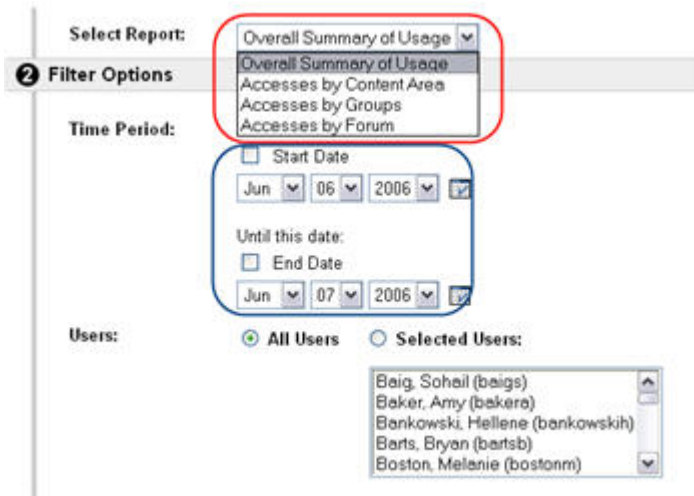 Select Report: Overall Summary of Usage
Overall Summary of Usage
Accesses by Content Area
Accesses by Groups
Accesses by Forum
2 Filter Options
Time Period:
Start Date
Jun 06 2006
Until this date:
End Date
Jun 07 2006
Users: All Users Selected Users:
Baig, Sohail (baigs)
Baker, Amy (bakera)
Bankowski, Hellene (bankowskih)
Barts, Bryan (bartsb)
Boston, Melanie (bostonm)